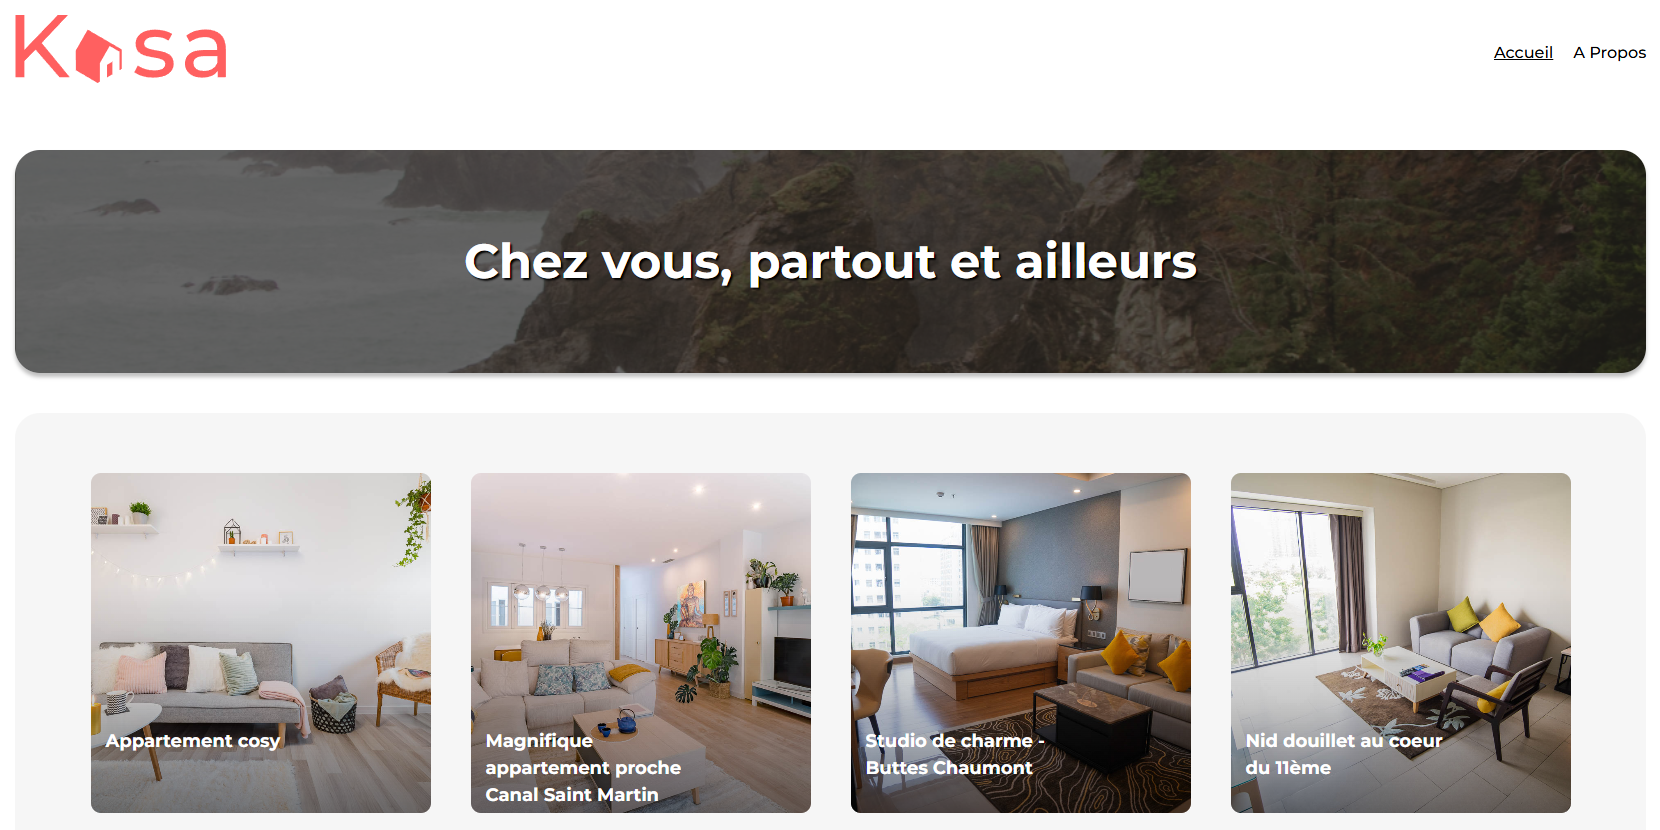 Kasa
Accueil A Propos
Chez vous, partout et ailleurs
Appartement cosy
Magnifique
appartement proche
Canal Saint Martin
Studio de charme -
Buttes Chaumont
Nid douillet au coeur
du 11ème